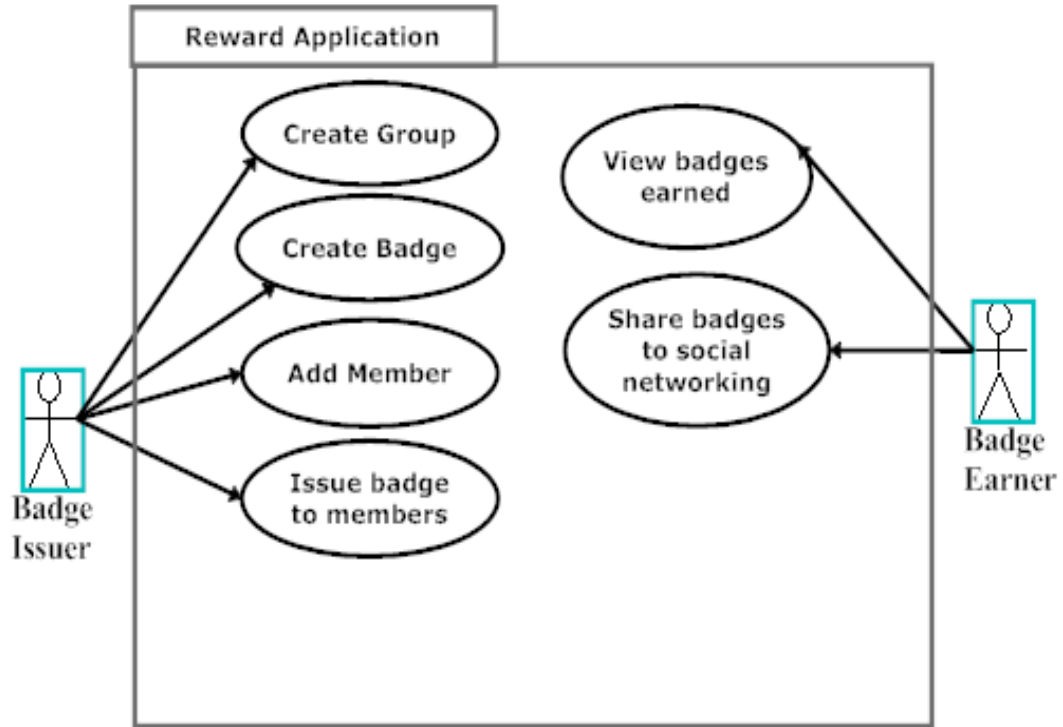 Reward Application
Create Group
Create Badge
Add Member
Issue badge
to members
View badges
earned
Share badges
to social
networking
Badge
Issuer
Badge
Earner